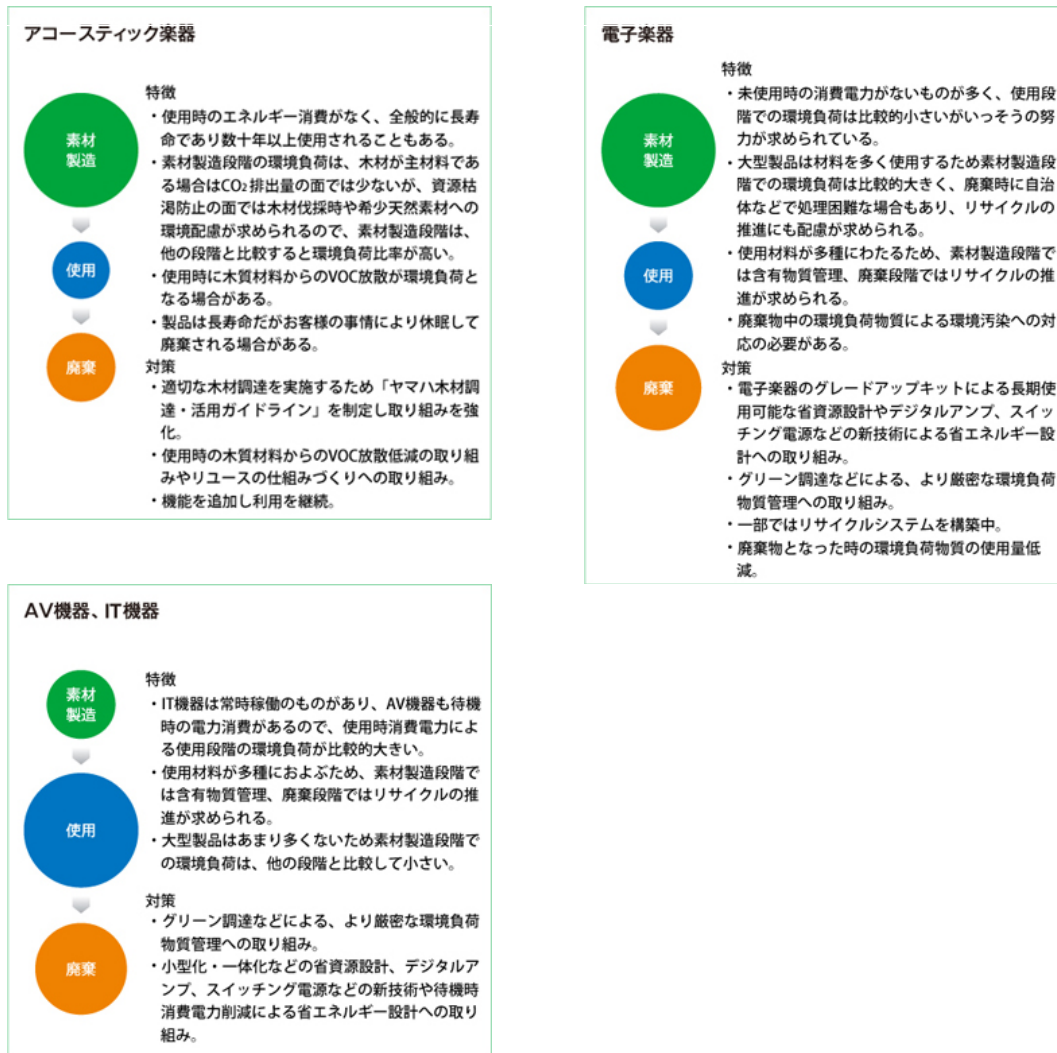 アコースティック楽器
素材
製造
使用
廃棄
特徴
・使用時のエネルギー消費がなく、全般的に長寿
命であり数十年以上使用されることもある。
・素材製造段階の環境負荷は、木材が主材料であ
る場合はCO₂排出量の面では少ないが、資源枯
渇防止の面では木材伐採時や希少天然素材への
環境配慮が求められるので、素材製造段階は、
他の段階と比較すると環境負荷比率が高い。
・使用時に木質材料からのVOC放散が環境負荷と
なる場合がある。
・製品は長寿命だがお客様の事情により休眠して
廃棄される場合がある。
対策
・適切な木材調達を実施するため「ヤマハ木材調
達・活用ガイドライン」を制定し取り組みを強
化。
・使用時の木質材料からのVOC放散低減の取り組
みやリユースの仕組みづくりへの取り組み。
・機能を追加し利用を継続。
電子楽器
素材
製造
使用
廃棄
特徴
・未使用時の消費電力がないものが多く、使用段
階での環境負荷は比較的小さいがいっそうの努
力が求められている。
・大型製品は材料を多く使用するため素材製造段
階での環境負荷は比較的大きく、廃棄時に自治
体などで処理困難な場合もあり、リサイクルの
推進にも配慮が求められる。
・使用材料が多種にわたるため、素材製造段階で
は含有物質管理、廃棄段階ではリサイクルの推
進が求められる。
・廃棄物中の環境負荷物質による環境汚染への対
応の必要がある。
対策
・電子楽器のグレードアップキットによる長期使
用可能な省資源設計やデジタルアンプ、スイッ
チング電源などの新技術による省エネルギー設
計への取り組み。
・グリーン調達などによる、より厳密な環境負荷
物質管理への取り組み。
・一部ではリサイクルシステムを構築中。
・廃棄物となった時の環境負荷物質の使用量低
減。
AV機器、IT機器
素材
製造
使用
廃棄
特徴
・IT機器は常時稼働のものがあり、AV機器も待機
時の電力消費があるので、使用時消費電力によ
る使用段階の環境負荷が比較的大きい。
・使用材料が多種におよぶため、素材製造段階で
は含有物質管理、廃棄段階ではリサイクルの推
進が求められる。
・大型製品はあまり多くないため素材製造段階で
の環境負荷は、他の段階と比較して小さい。
対策
・グリーン調達などによる、より厳密な環境負荷
物質管理への取り組み。
・小型化・一体化などの省資源設計、デジタルア
ンプ、スイッチング電源などの新技術や待機時
消費電力削減による省エネルギー設計への取り
組み。